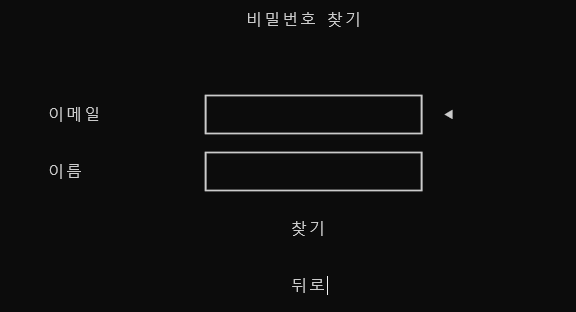 비밀번호 찾기
이메일 ◄
이름
찾기
뒤로